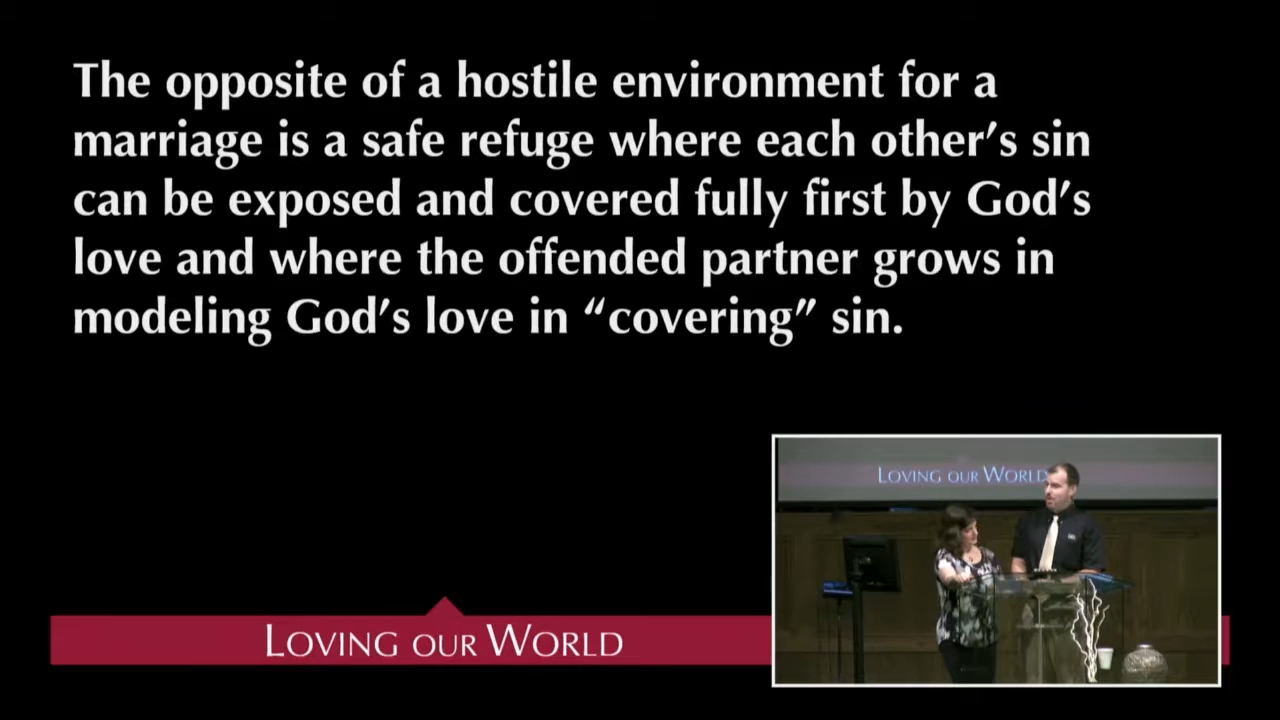 The opposite of a hostile environment for a
marriage is a safe refuge where each other’s sin
can be exposed and covered fully first by God’s
love and where the offended partner grows in
modeling God’s love in “covering” sin.
LOVING OUR WORLD
LOVING OUR WORLD